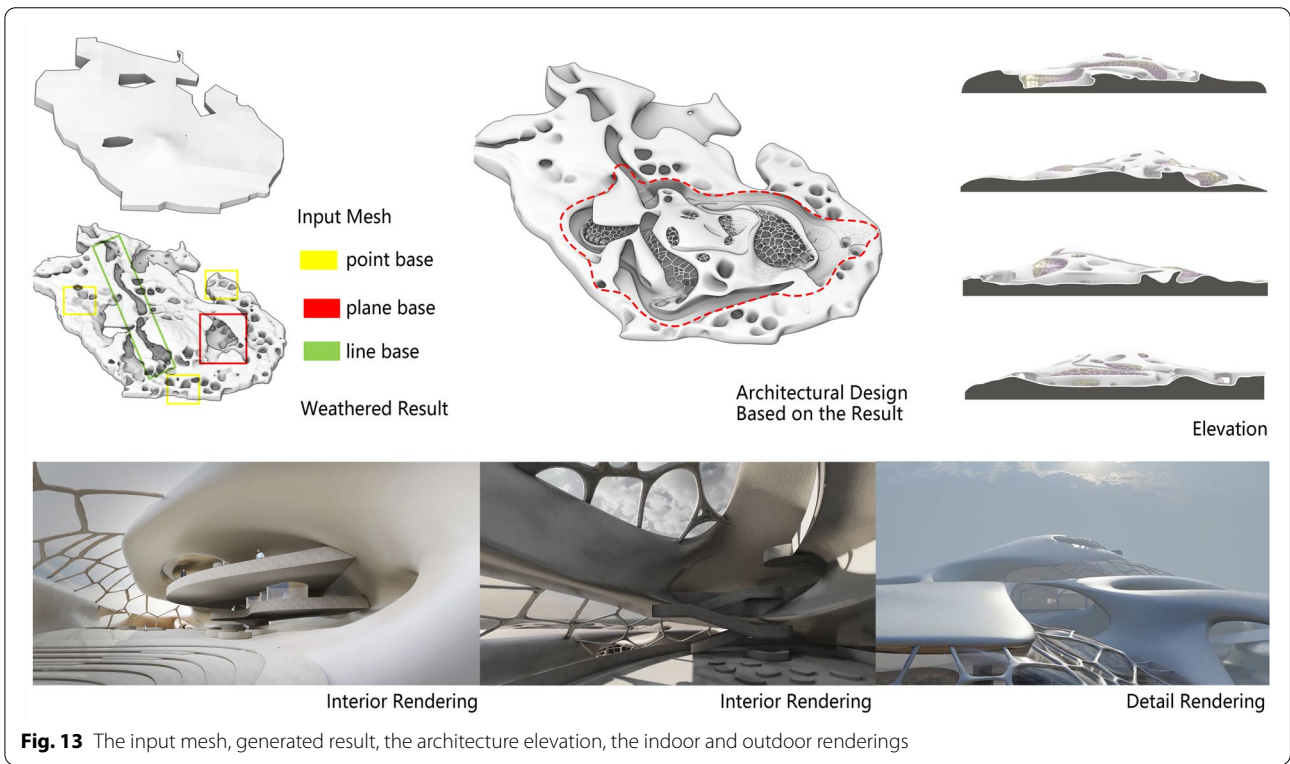 Input Mesh
point base
plane base
line base
Weathered Result
Architectural Design
Based on the Result
Elevation
Interior Rendering
Interior Rendering
Detail Rendering
Fig. 13 The input mesh, generated result, the architecture elevation, the indoor and outdoor renderings